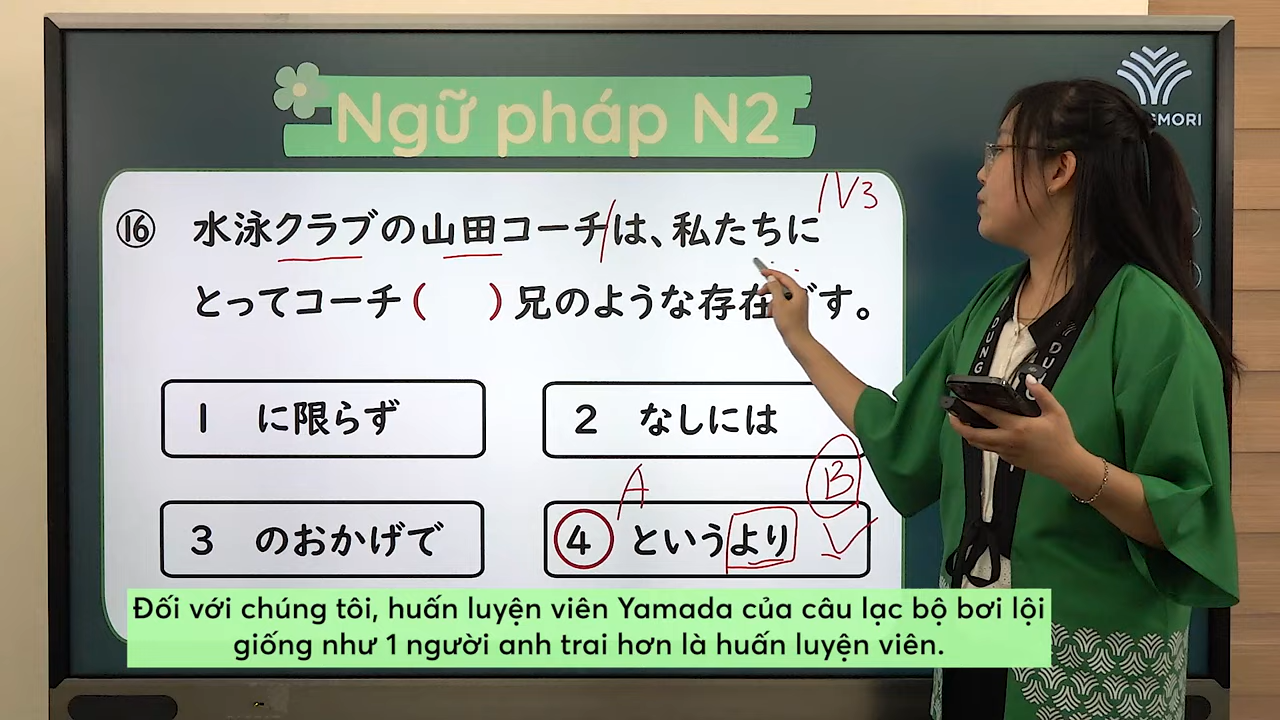 Ngữ pháp N2
EMORI
N3
⑯ 水泳クラブの山田コーチは、私たちに
とってコーチ( )兄のような存在です。
1 に限らず
2 なしには
A
B
3 のおかげで
4 というより
DUNG
DU
Đối với chúng tôi, huấn luyện viên Yamada của câu lạc bộ bơi lội
giống như 1 người anh trai hơn là huấn luyện viên.